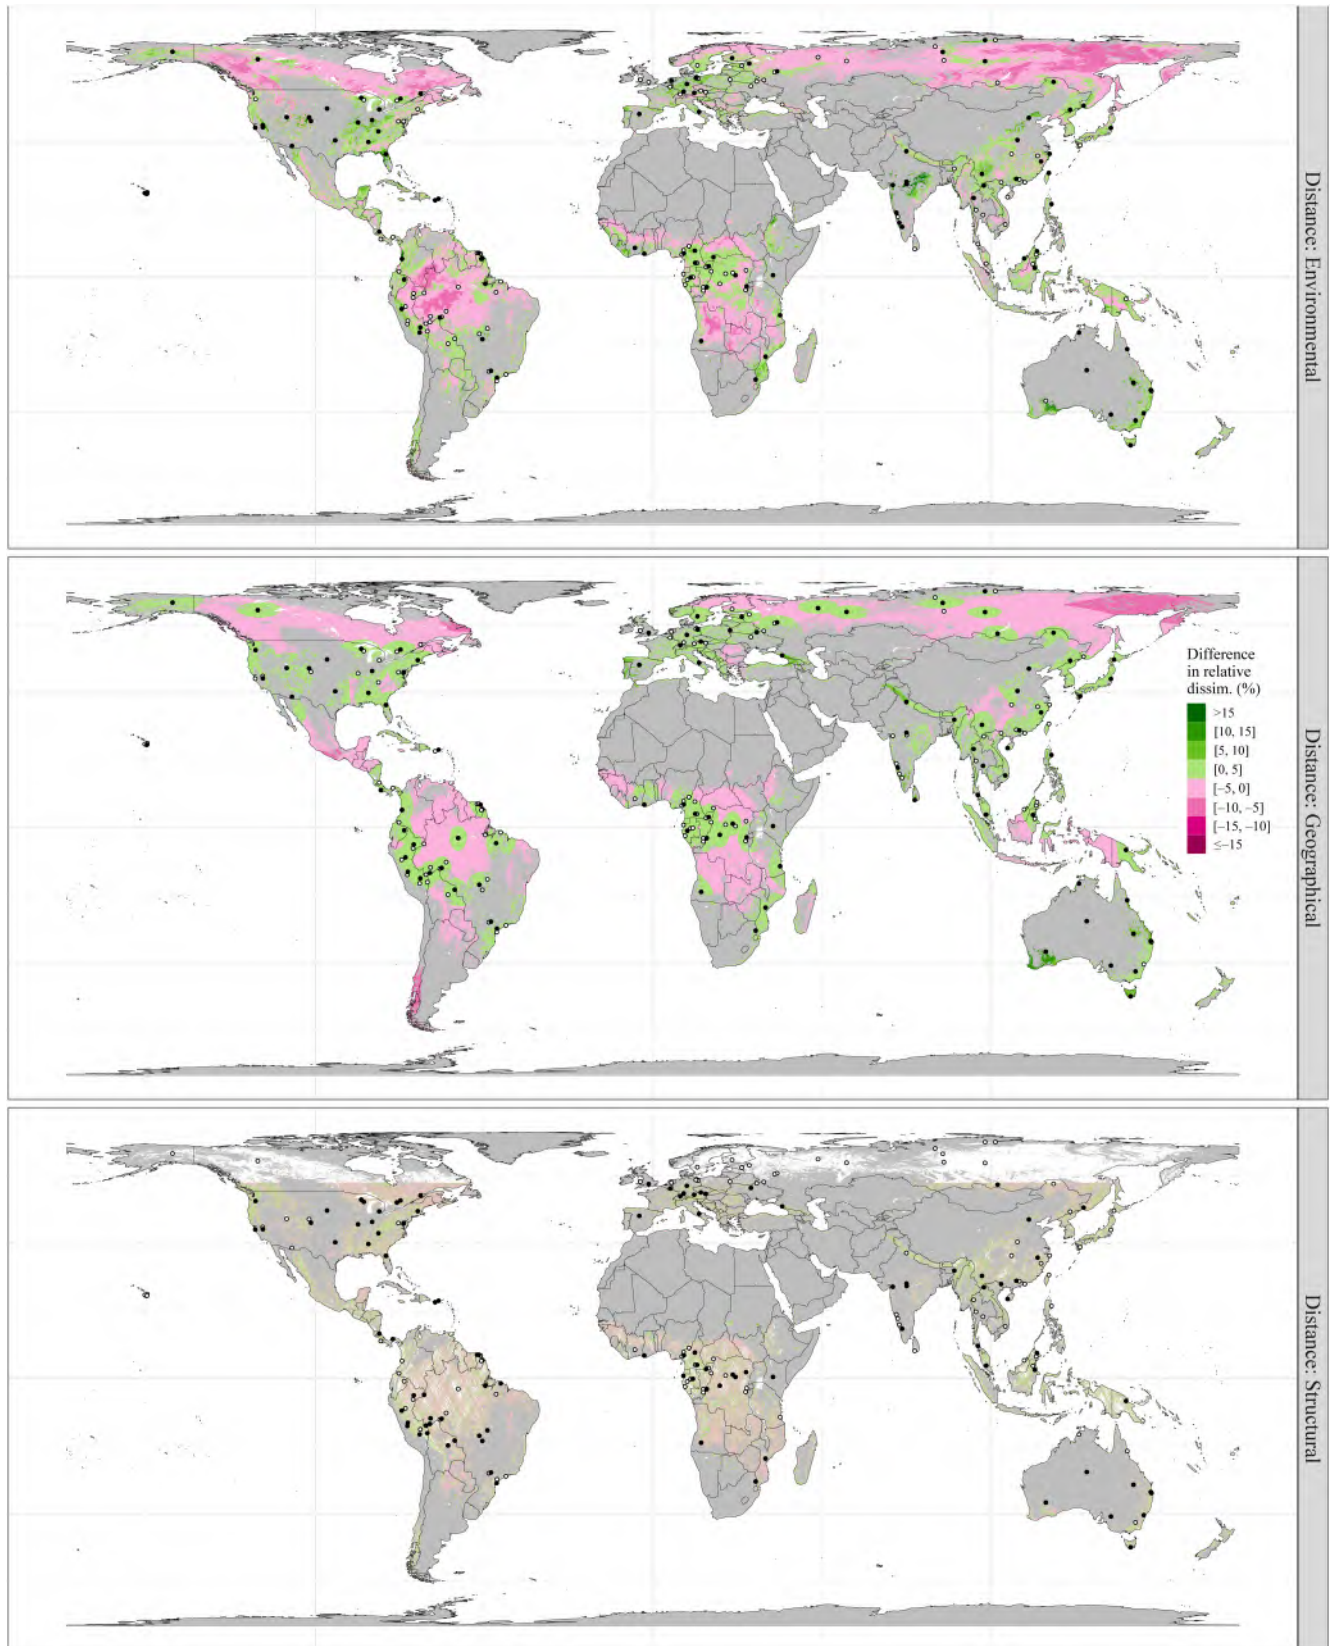 Distance: Environmental
Distance: Geographical
Difference
in relative
dissim. (%)
>15
[10, 15]
[5, 10]
[0, 5]
[−5, 0]
[−10, −5]
[−15, −10]
≤−15
Distance: Structural